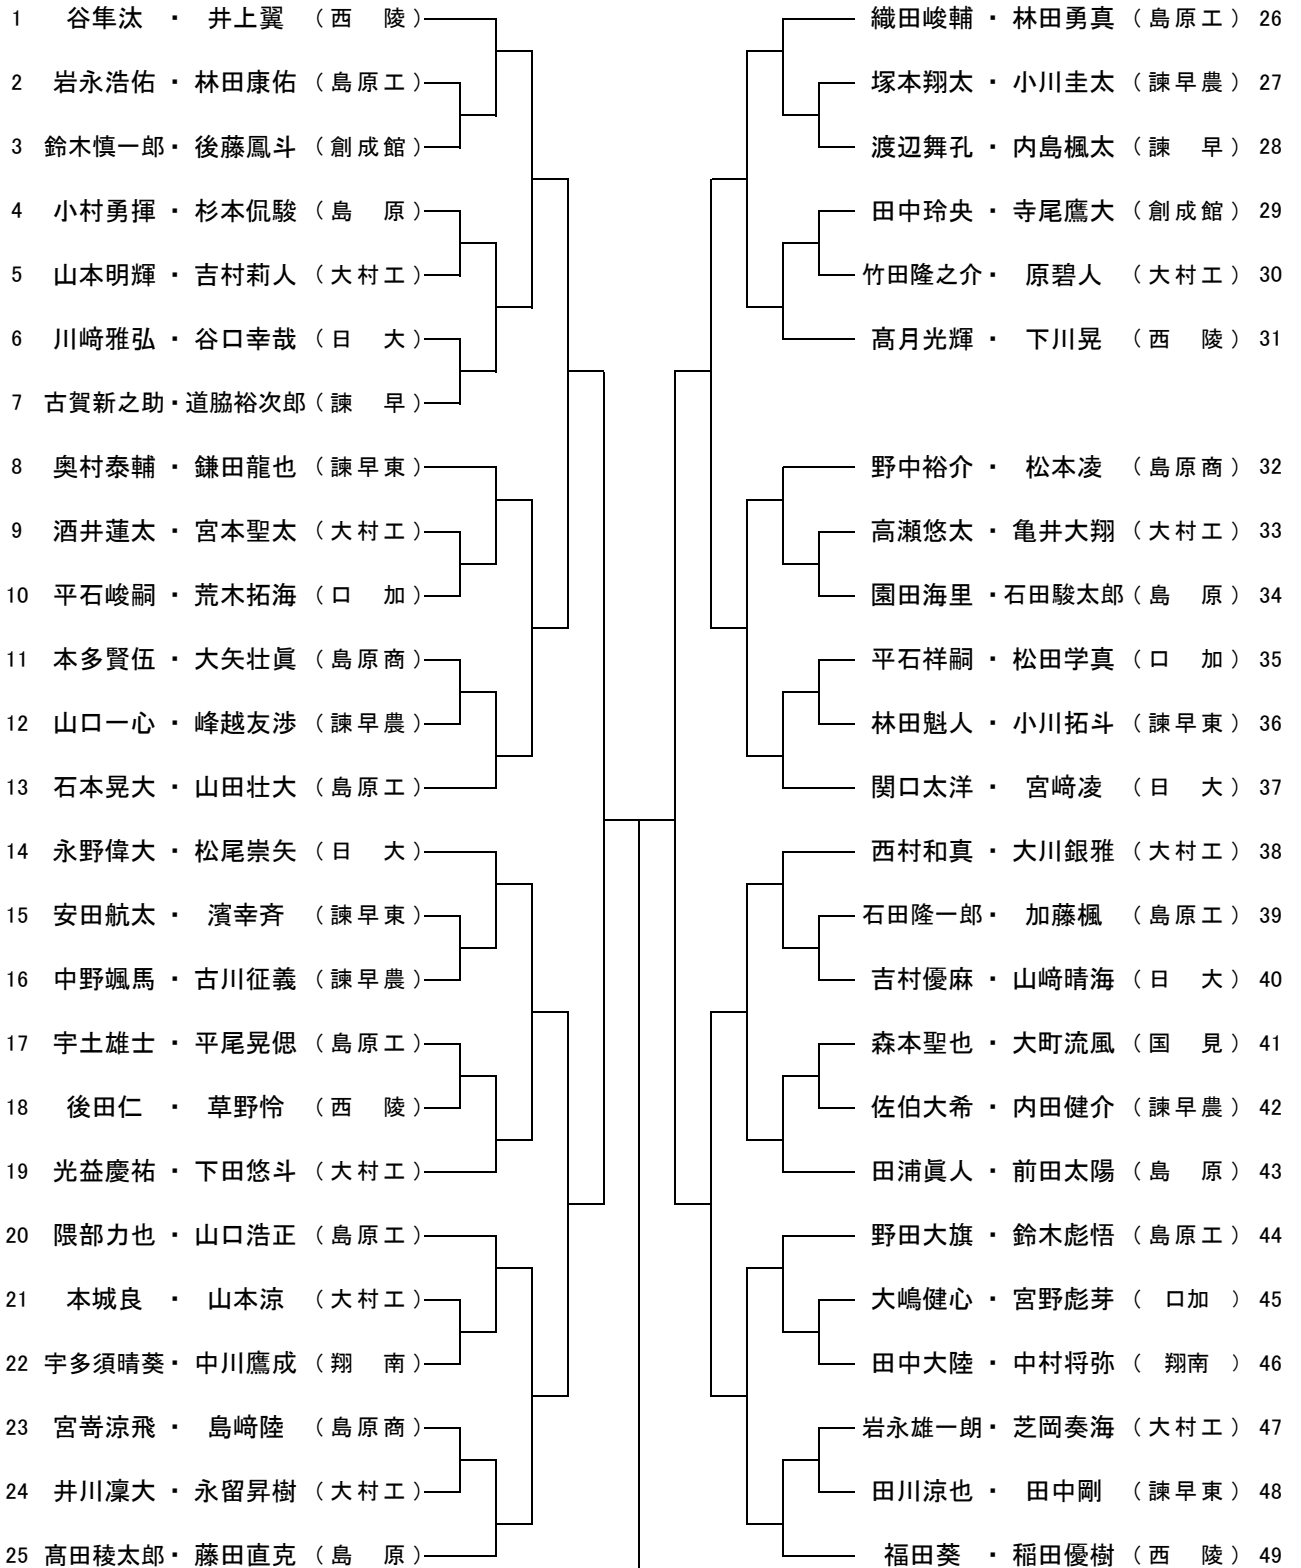 1 谷隼汰 ・ 井上翼 （西　陵）
2 岩永浩佑 ・ 林田康佑 （島原工）
3 鈴木慎一郎・ 後藤鳳斗 （創成館）
4 小村勇揮 ・ 杉本侃駿 （島　原）
5 山本明輝 ・ 吉村莉人 （大村工）
6 川﨑雅弘 ・ 谷口幸哉 （日　大）
7 古賀新之助・道脇裕次郎（諫　早）
8 奥村泰輔 ・ 鎌田龍也 （諫早東）
9 酒井蓮太 ・ 宮本聖太 （大村工）
10 平石峻嗣 ・ 荒木拓海 （口　加）
11 本多賢伍 ・ 大矢壮眞 （島原商）
12 山口一心 ・ 峰越友渉 （諫早農）
13 石本晃大 ・ 山田壮大 （島原工）
14 永野偉大 ・ 松尾崇矢 （日　大）
15 安田航太 ・ 濱幸斉 （諫早東）
16 中野颯馬 ・ 古川征義 （諫早農）
17 宇土雄士 ・ 平尾晃偲 （島原工）
18 後田仁 ・ 草野怜 （西　陵）
19 光益慶祐 ・ 下田悠斗 （大村工）
20 隈部力也 ・ 山口浩正 （島原工）
21 本城良 ・ 山本涼 （大村工）
22 宇多須晴葵・ 中川鷹成 （翔　南）
23 宮嵜涼飛 ・ 島﨑陸 （島原商）
24 井川凜大 ・ 永留昇樹 （大村工）
25 髙田稜太郎・ 藤田直克 （島　原）
織田峻輔 ・ 林田勇真 （島原工） 26
塚本翔太 ・ 小川圭太 （諫早農） 27
渡辺舞孔 ・ 内島楓太 （諫　早） 28
田中玲央 ・ 寺尾鷹大 （創成館） 29
竹田隆之介・ 原碧人 （大村工） 30
髙月光輝 ・ 下川晃 （西　陵） 31
野中裕介 ・ 松本凌 （島原商） 32
高瀬悠太 ・ 亀井大翔 （大村工） 33
園田海里 ・石田駿太郎（島　原） 34
平石祥嗣 ・ 松田学真 （口　加） 35
林田魁人 ・ 小川拓斗 （諫早東） 36
関口太洋 ・ 宮﨑凌 （日　大） 37
西村和真 ・ 大川銀雅 （大村工） 38
石田隆一郎・ 加藤楓 （島原工） 39
吉村優麻 ・ 山﨑晴海 （日　大） 40
森本聖也 ・ 大町流風 （国　見） 41
佐伯大希 ・ 内田健介 （諫早農） 42
田浦眞人 ・ 前田太陽 （島　原） 43
野田大旗 ・ 鈴木彪悟 （島原工） 44
大嶋健心 ・ 宮野彪芽 （　口加　） 45
田中大陸 ・ 中村将弥 （　翔南　） 46
岩永雄一朗・ 芝岡奏海 （大村工） 47
田川涼也 ・ 田中剛 （諫早東） 48
福田葵 ・ 稲田優樹 （西　陵） 49